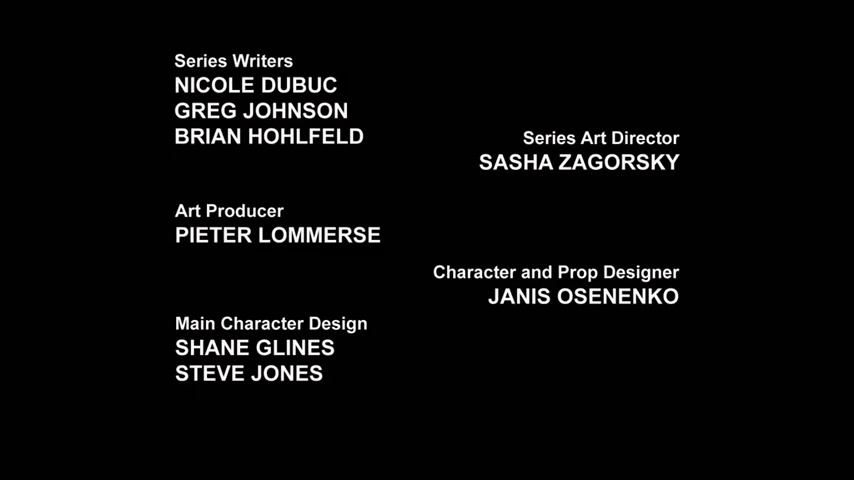 Series Writers
NICOLE DUBUC
GREG JOHNSON
BRIAN HOHLFELD
Series Art Director
SASHA ZAGORSKY
Art Producer
PIETER LOMMERSE
Character and Prop Designer
JANIS OSENENKO
Main Character Design
SHANE GLINES
STEVE JONES